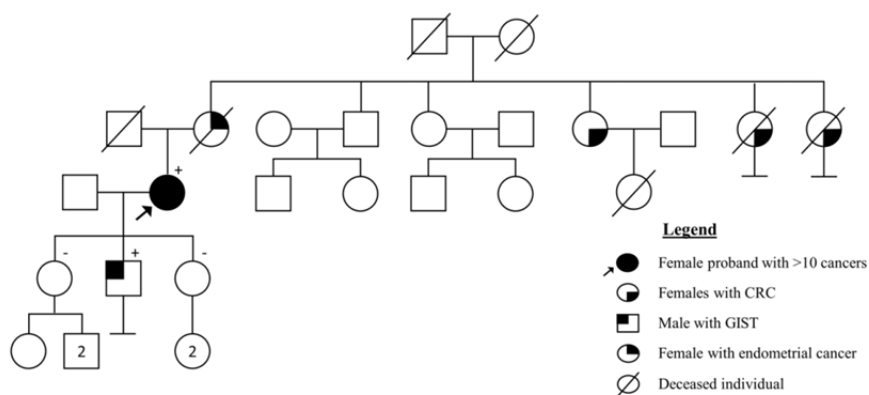 +
- + -
2 2
Legend
Female proband with >10 cancers
Females with CRC
Male with GIST
Female with endometrial cancer
Deceased individual